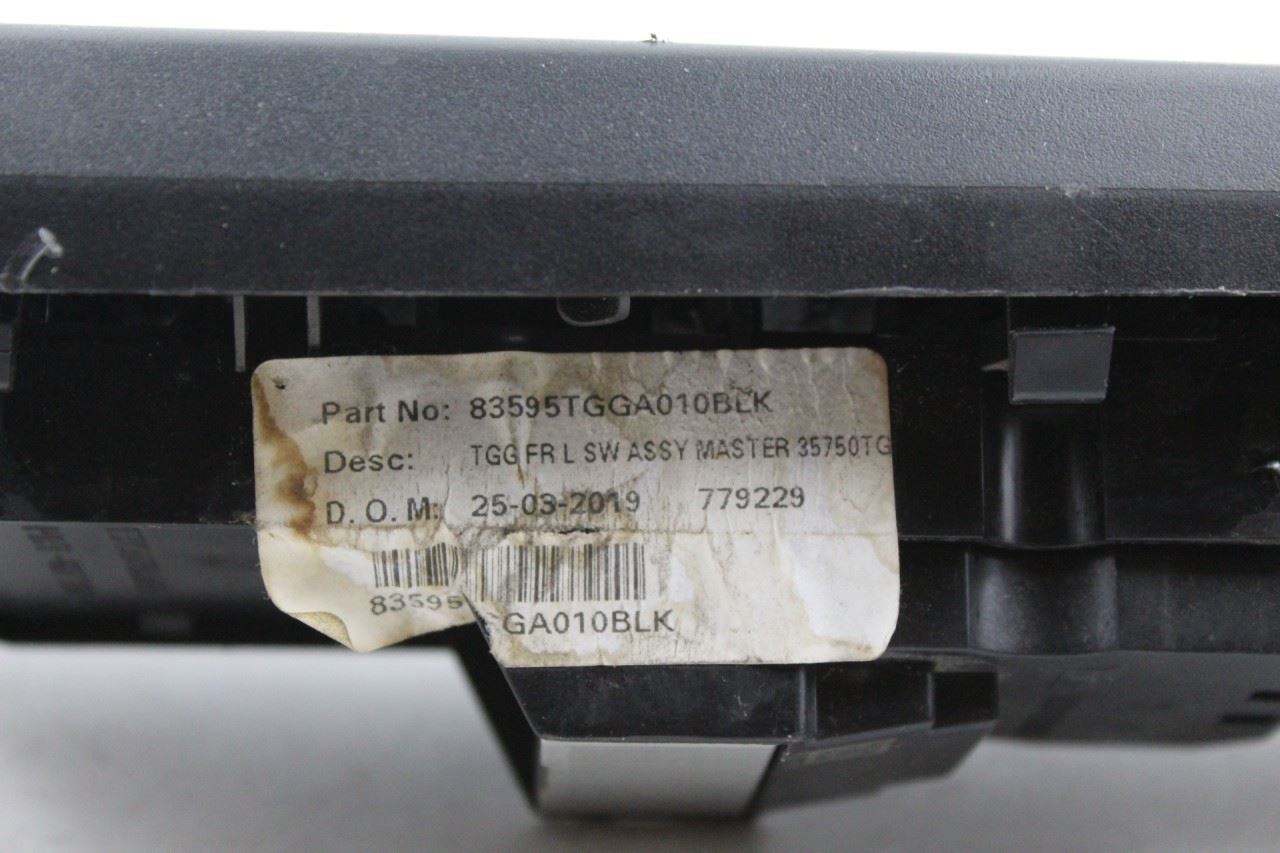 Part No: 83595TGGA010BLK
Desc: TGG FR L SW ASSY MASTER 35750TG
D. O. M: 25-03-2019 779229
83595 GA010BLK